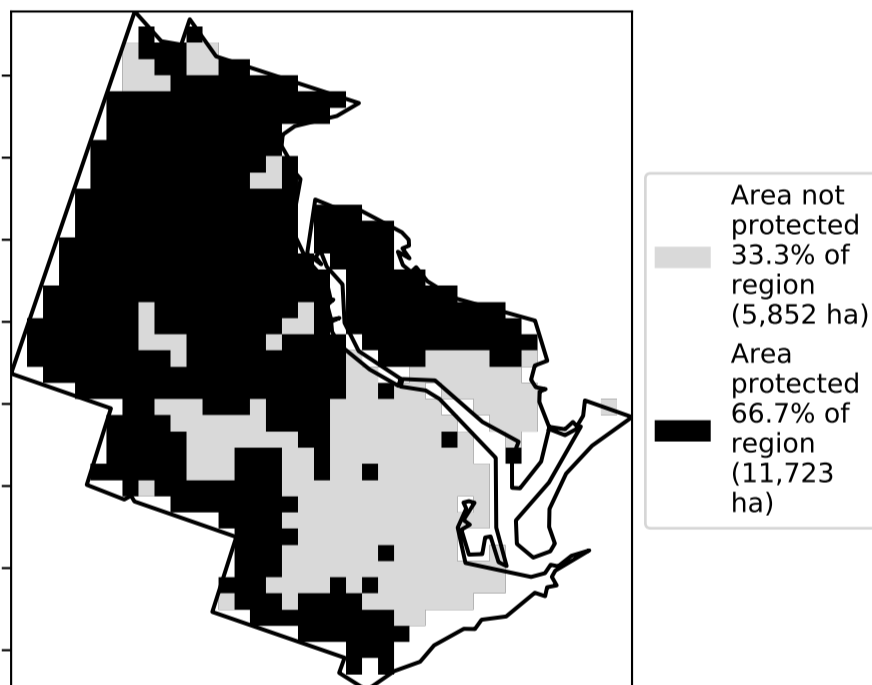 Area not
protected
33.3% of
region
(5,852 ha)
Area
protected
66.7% of
region
(11,723
ha)